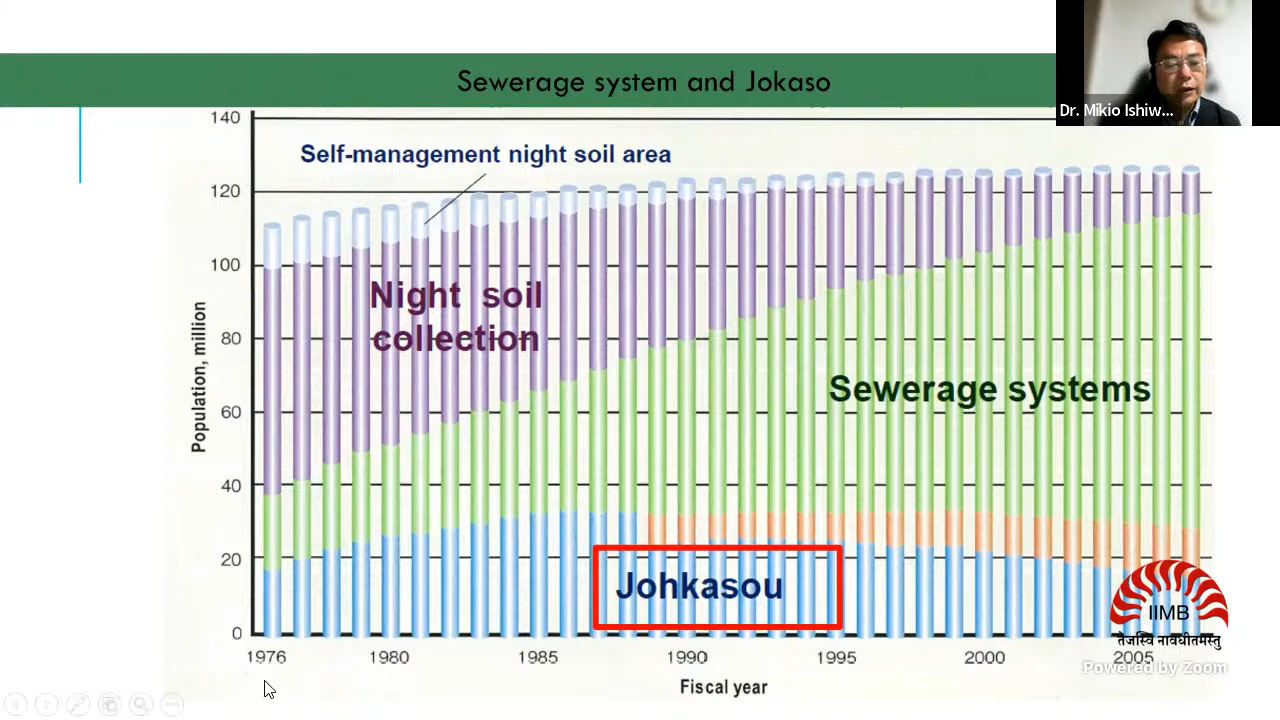 Sewerage system and Jokaso
Dr. Mikio Ishiw...
140
Self-management night soil area
120
100
Night soil
collection
80
Sewerage systems
60
40
20
0
Population, million
Johkasou
IIMB
तेजस्वि नावधीतमस्तु
Powered by Zoom
1976
1980
1985
1990
1995
2000
2005
Fiscal year